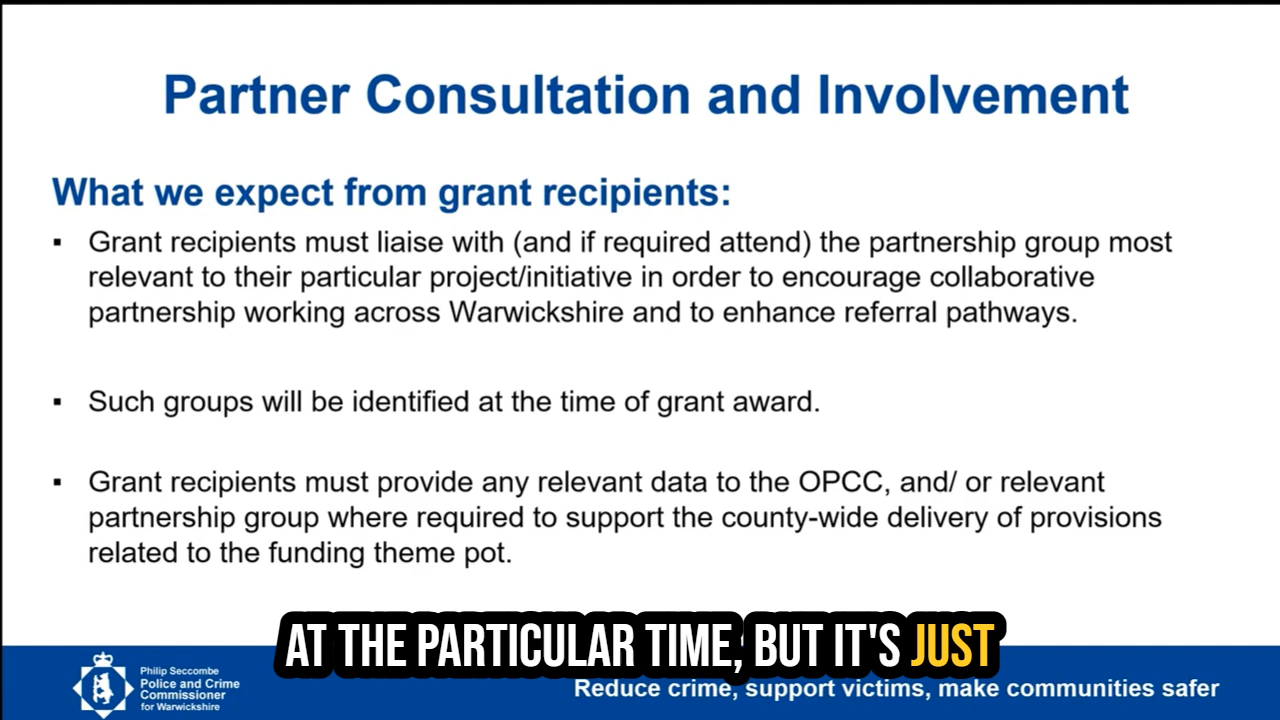 Partner Consultation and Involvement
What we expect from grant recipients:
▪ Grant recipients must liaise with (and if required attend) the partnership group most
relevant to their particular project/initiative in order to encourage collaborative
partnership working across Warwickshire and to enhance referral pathways.
▪ Such groups will be identified at the time of grant award.
▪ Grant recipients must provide any relevant data to the OPCC, and/ or relevant
partnership group where required to support the county-wide delivery of provisions
related to the funding theme pot.
AT THE PARTICULAR TIME, BUT IT'S JUST
Philip Seccombe
Police and Crime
Commissioner
for Warwickshire
Reduce crime, support victims, make communities safer